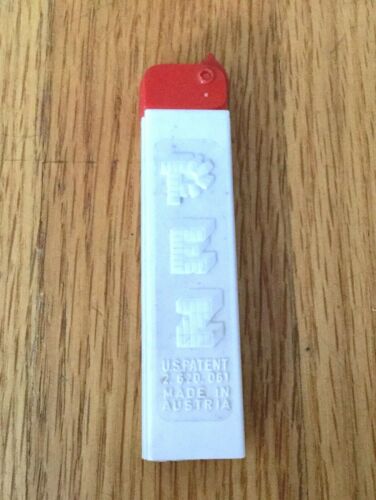 PEZ
U.S.PATENT
2 620 061
MADE IN
AUSTRIA